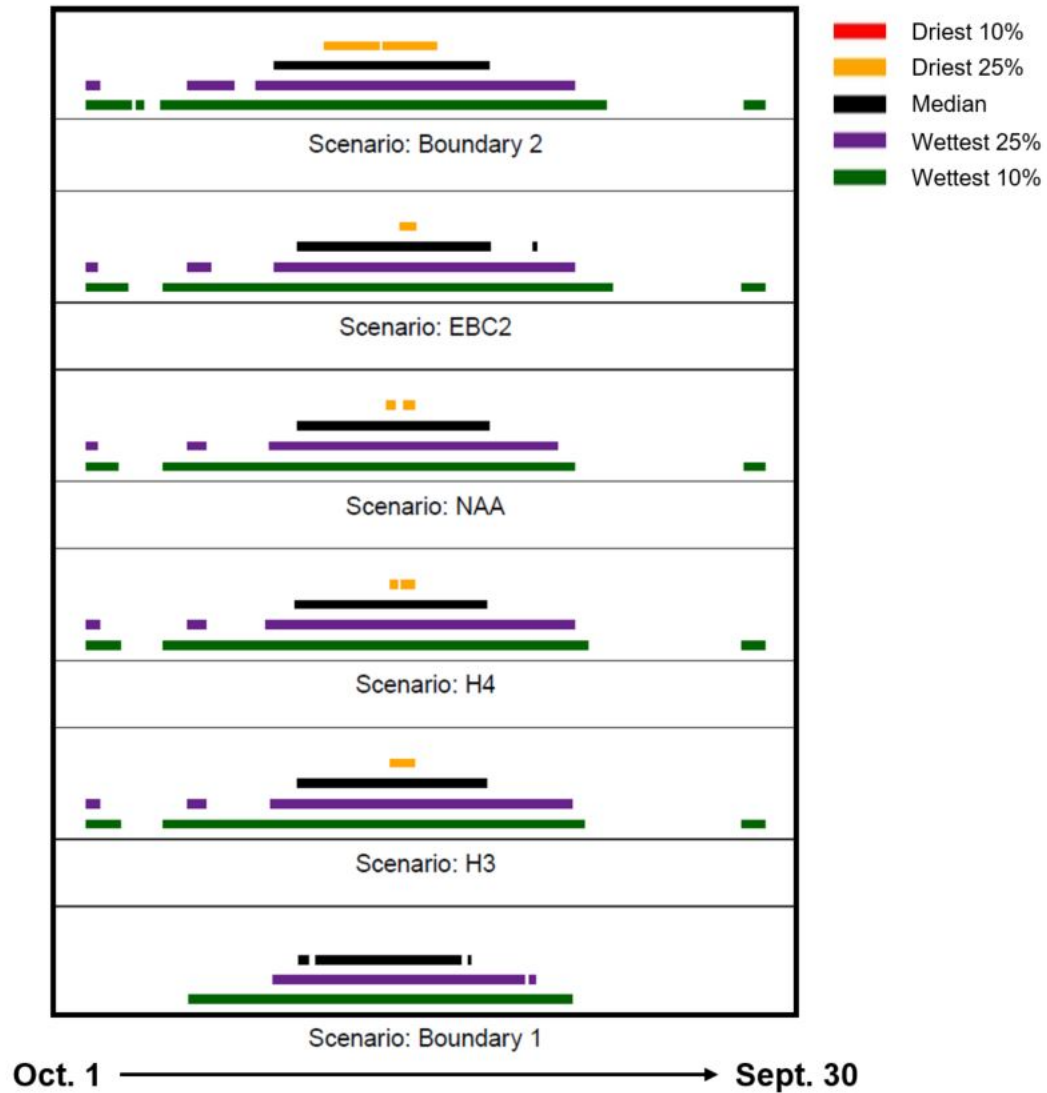 Driest 10%
Driest 25%
Median
Wettest 25%
Wettest 10%
Scenario: Boundary 2
Scenario: EBC2
Scenario: NAA
Scenario: H4
Scenario: H3
Scenario: Boundary 1
Oct. 1 Sept. 30